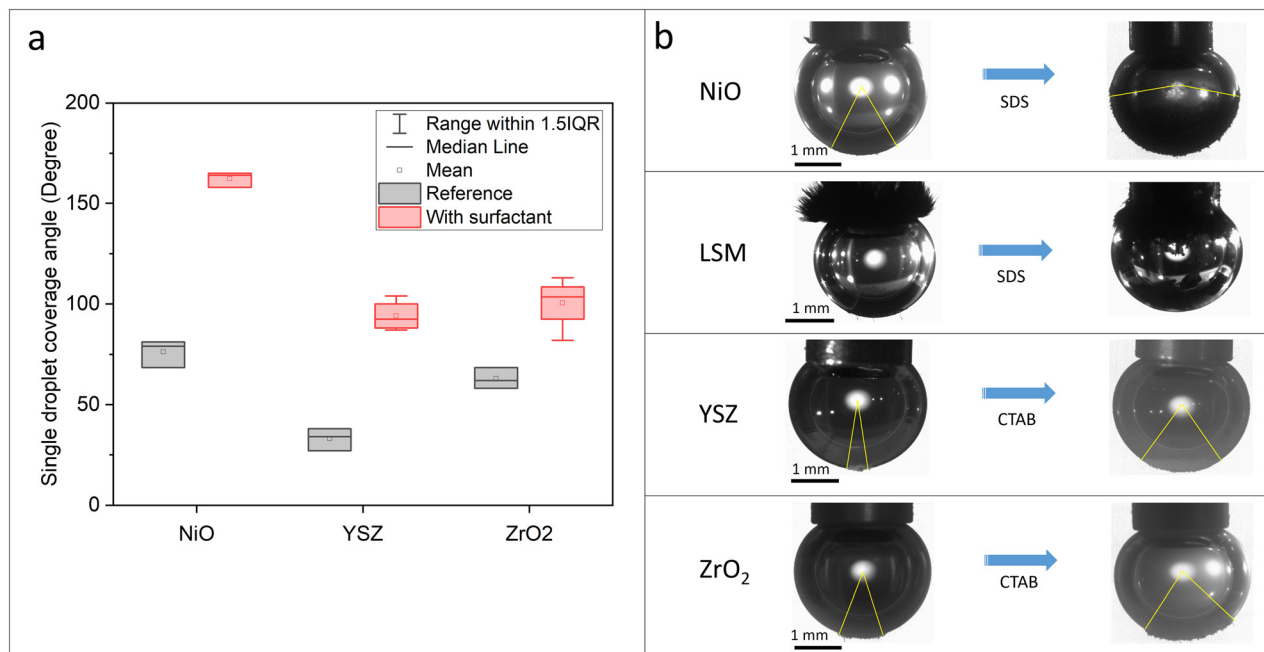 a
200
150
100
50
0
Single droplet coverage angle (Degree)
Range within 1.5IQR
Median Line
Mean
Reference
With surfactant
NiO
YSZ
ZrO2
b
NiO
SDS
1 mm
LSM
SDS
1 mm
YSZ
CTAB
1 mm
ZrO₂
CTAB
1 mm